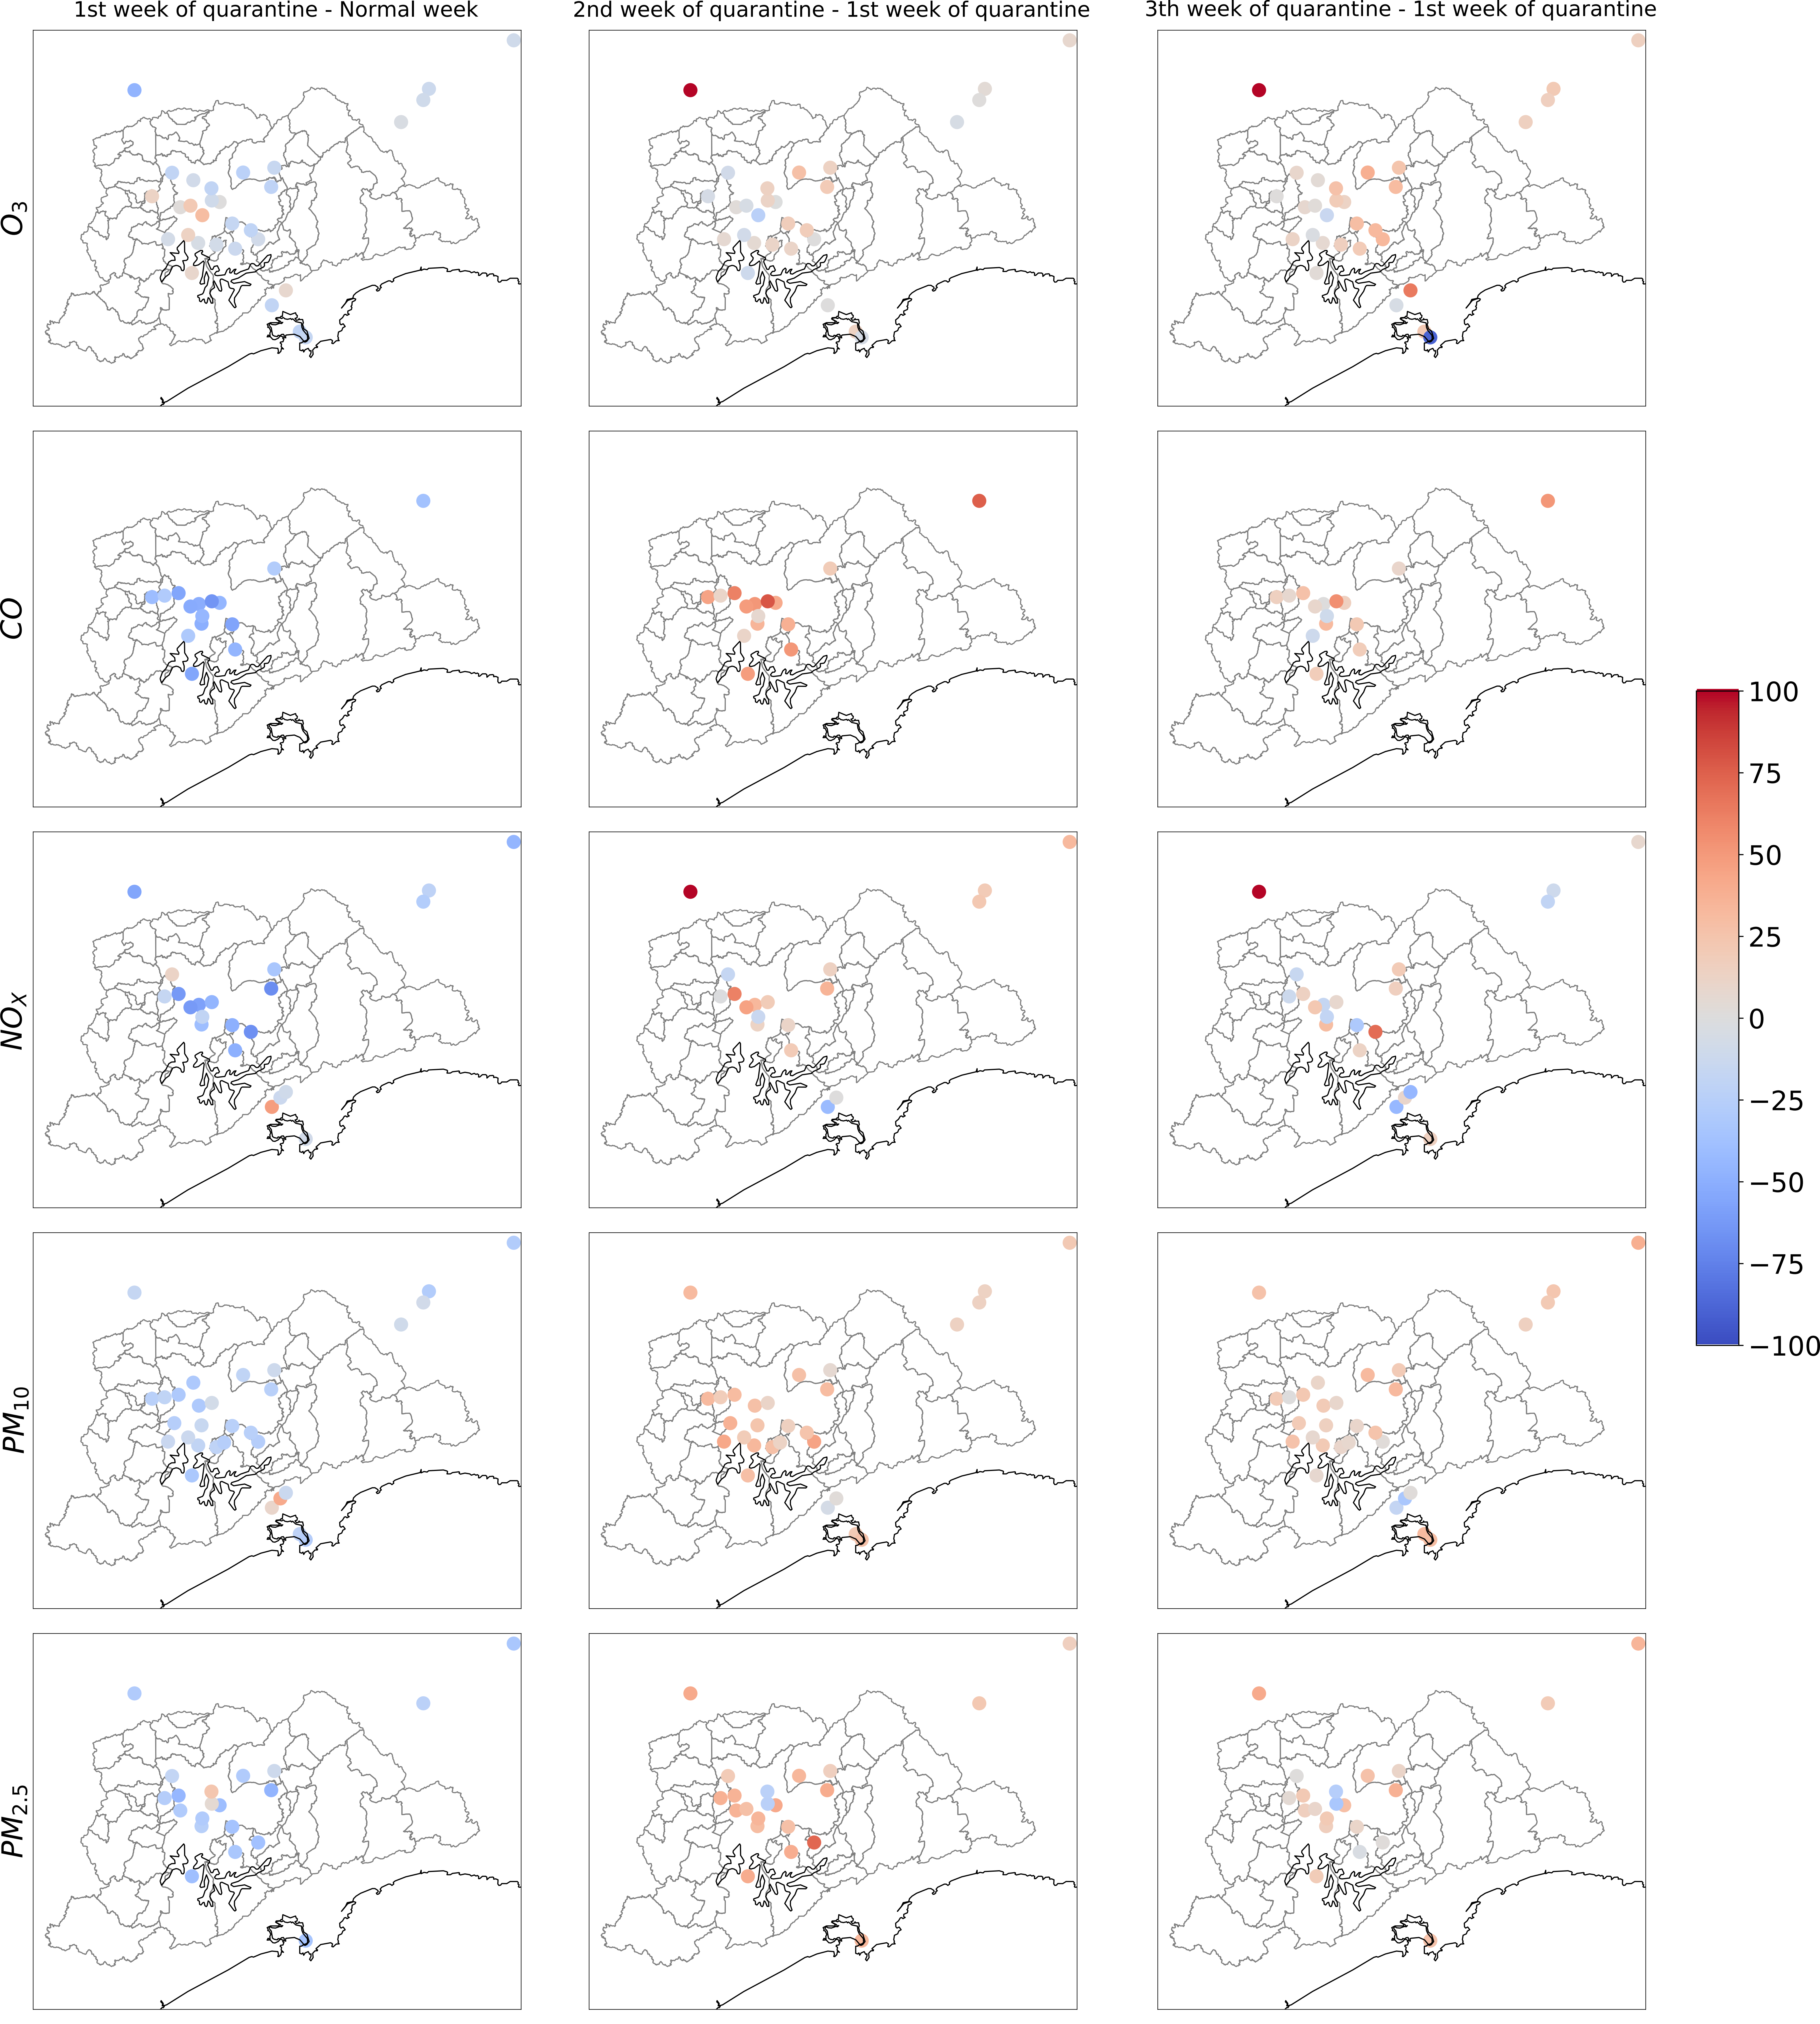 1st week of quarantine - Normal week
2nd week of quarantine - 1st week of quarantine
3th week of quarantine - 1st week of quarantine
O3
CO
NOX
PM10
PM2.5
100
75
50
25
0
−25
−50
−75
−100